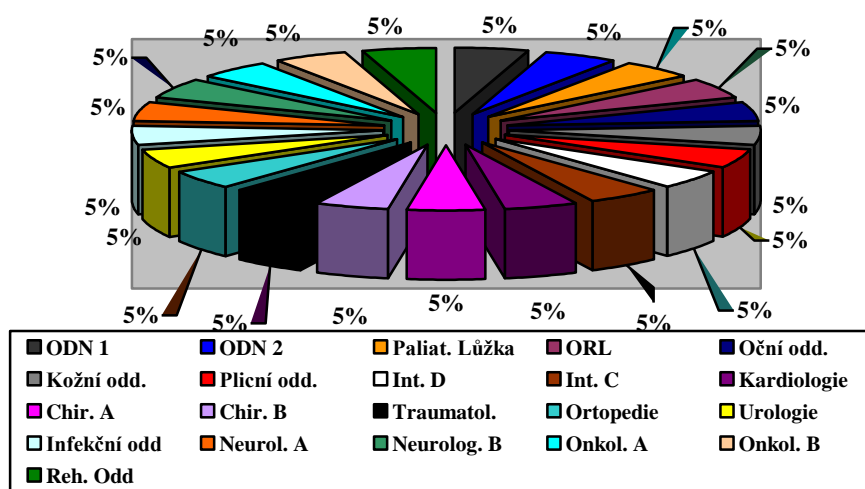 5% 5% 5% 5% 5% 5%
5% 5%
5% 5%
5% 5%
5% 5%
5% 5% 5% 5% 5% 5% 5%
ODN 1 ODN 2 Paliat. Lůžka ORL Oční odd.
Kožní odd. Plicní odd. Int. D Int. C Kardiologie
Chir. A Chir. B Traumatol. Ortopedie Urologie
Infekční odd Neurol. A Neurolog. B Onkol. A Onkol. B
Reh. Odd